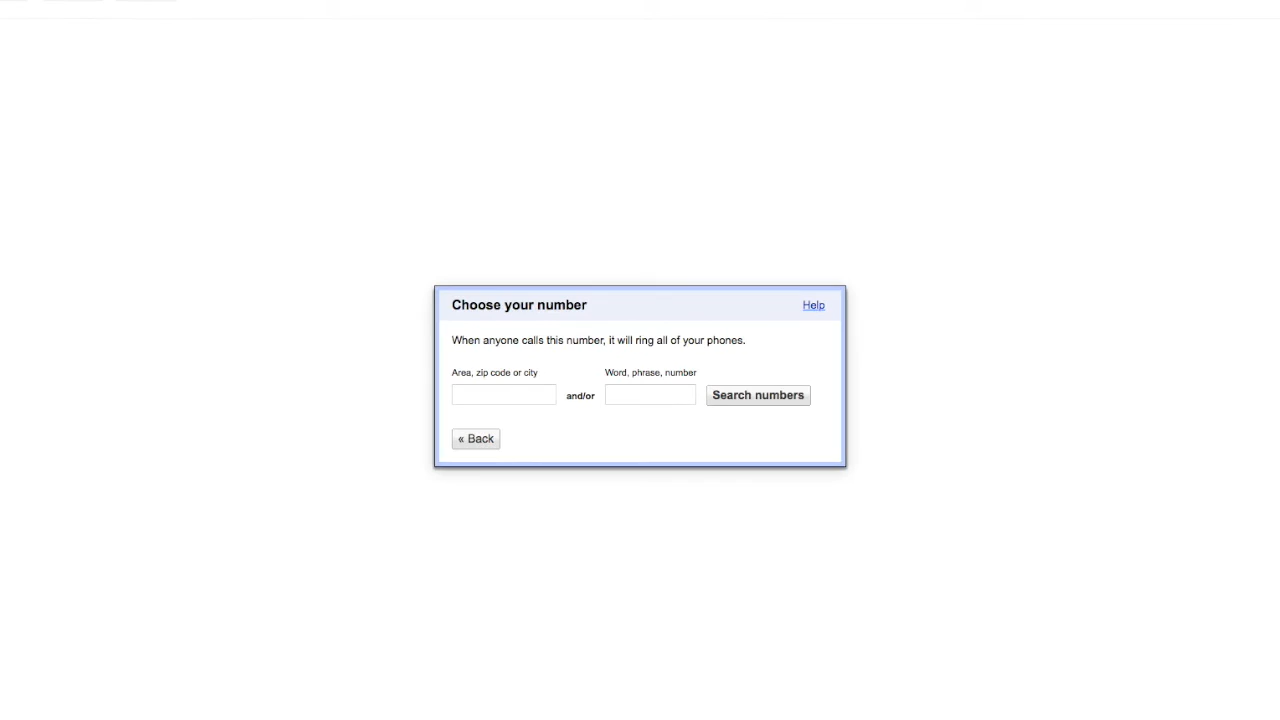 Choose your number Help
When anyone calls this number, it will ring all of your phones.
Area, zip code or city Word, phrase, number
and/or Search numbers
« Back